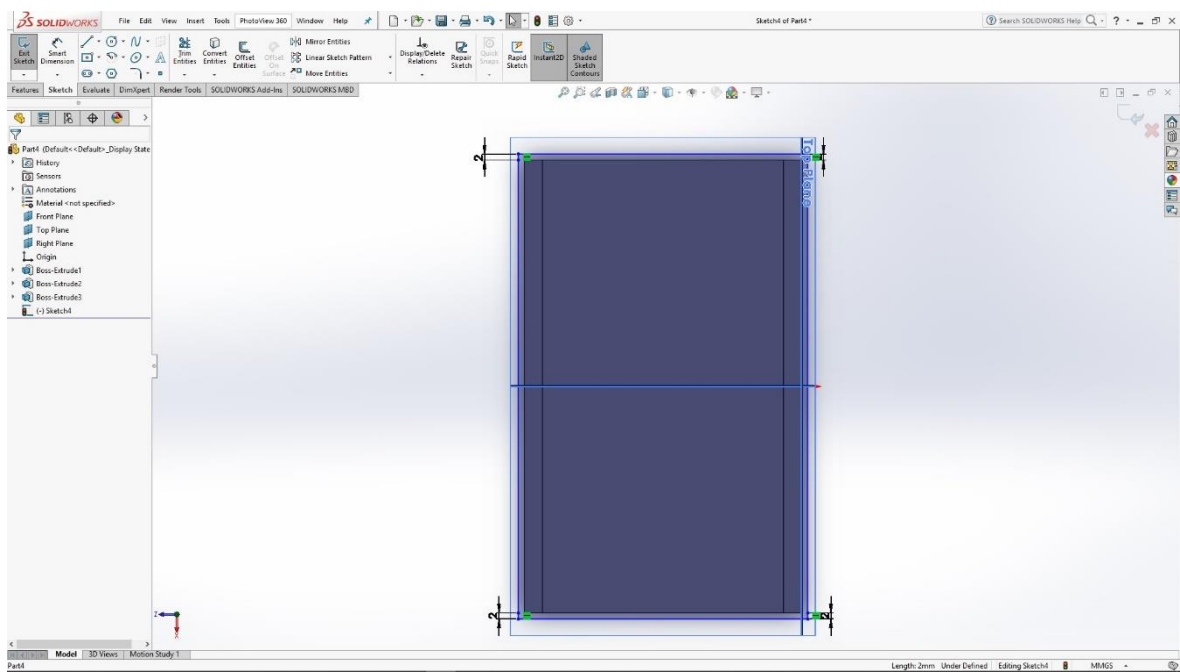 SOLIDWORKS File Edit View Insert Tools PhotoView 360 Window Help Sketch4 of Part4 * Search SOLIDWORKS Help
Exit Sketch Smart Dimension Trim Entities Convert Entities Offset Entities Offset On Surface Mirror Entities Linear Sketch Pattern Move Entities Display/Delete Relations Repair Sketch Quick Snaps Rapid Sketch Instant2D Shaded Sketch Contours
Features Sketch Evaluate DimXpert Render Tools SOLIDWORKS Add-Ins SOLIDWORKS MBD
Part4 (Default<<Default>_Display State
History
Sensors
Annotations
Material <not specified>
Front Plane
Top Plane
Right Plane
Origin
Boss-Extrude1
Boss-Extrude2
Boss-Extrude3
(-) Sketch4
2
Top Plane
2
2
Z
X
Model 3D Views Motion Study 1
Part4 Length: 2mm Under Defined Editing Sketch4 MMGS